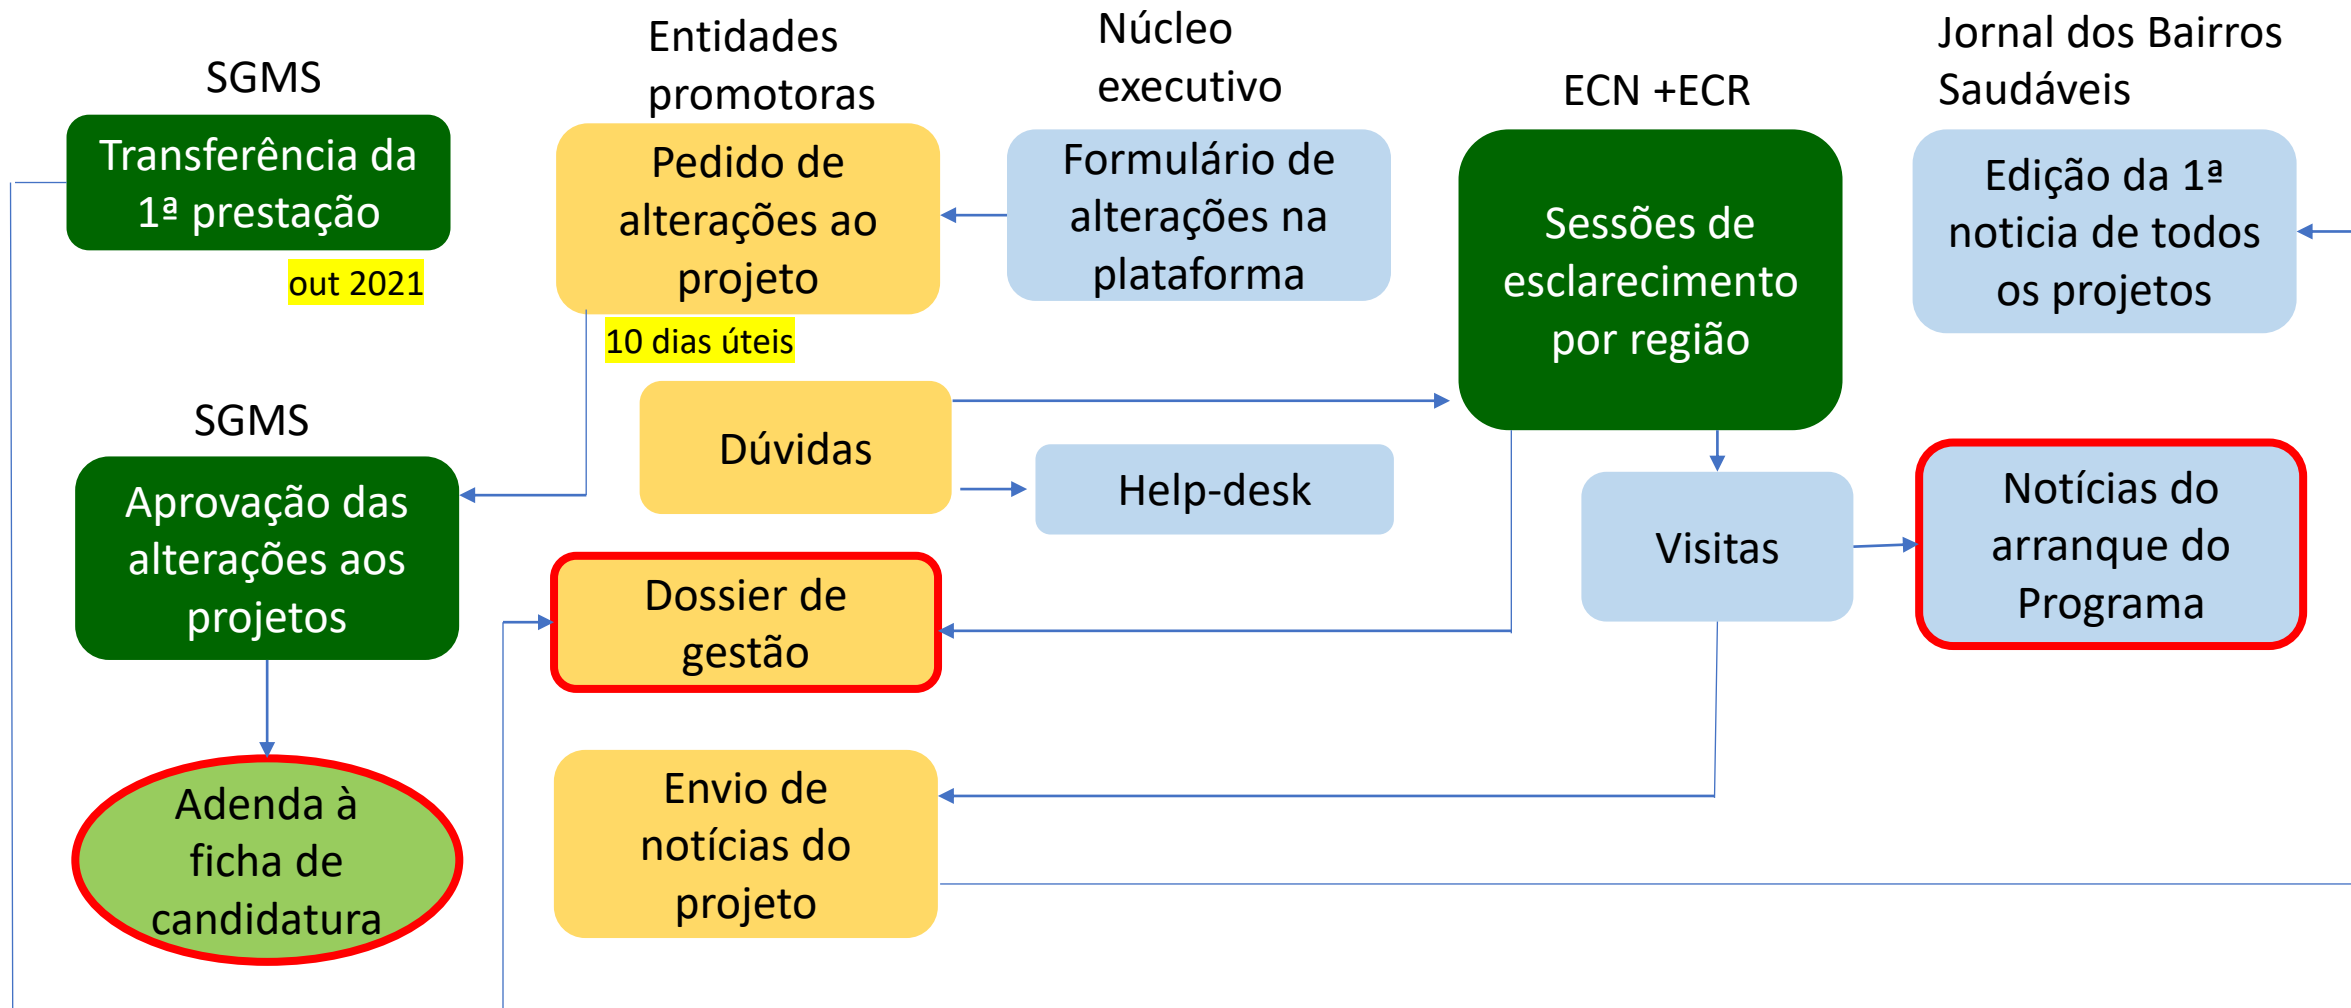 SGMS
Transferência da
1ª prestação
out 2021
SGMS
Aprovação das
alterações aos
projetos
Adenda à
ficha de
candidatura
Entidades
promotoras
Pedido de
alterações ao
projeto
10 dias úteis
Dúvidas
Dossier de
gestão
Envio de
notícias do
projeto
Núcleo
executivo
Formulário de
alterações na
plataforma
Help-desk
ECN +ECR
Sessões de
esclarecimento
por região
Visitas
Jornal dos Bairros
Saudáveis
Edição da 1ª
noticia de todos
os projetos
Notícias do
arranque do
Programa